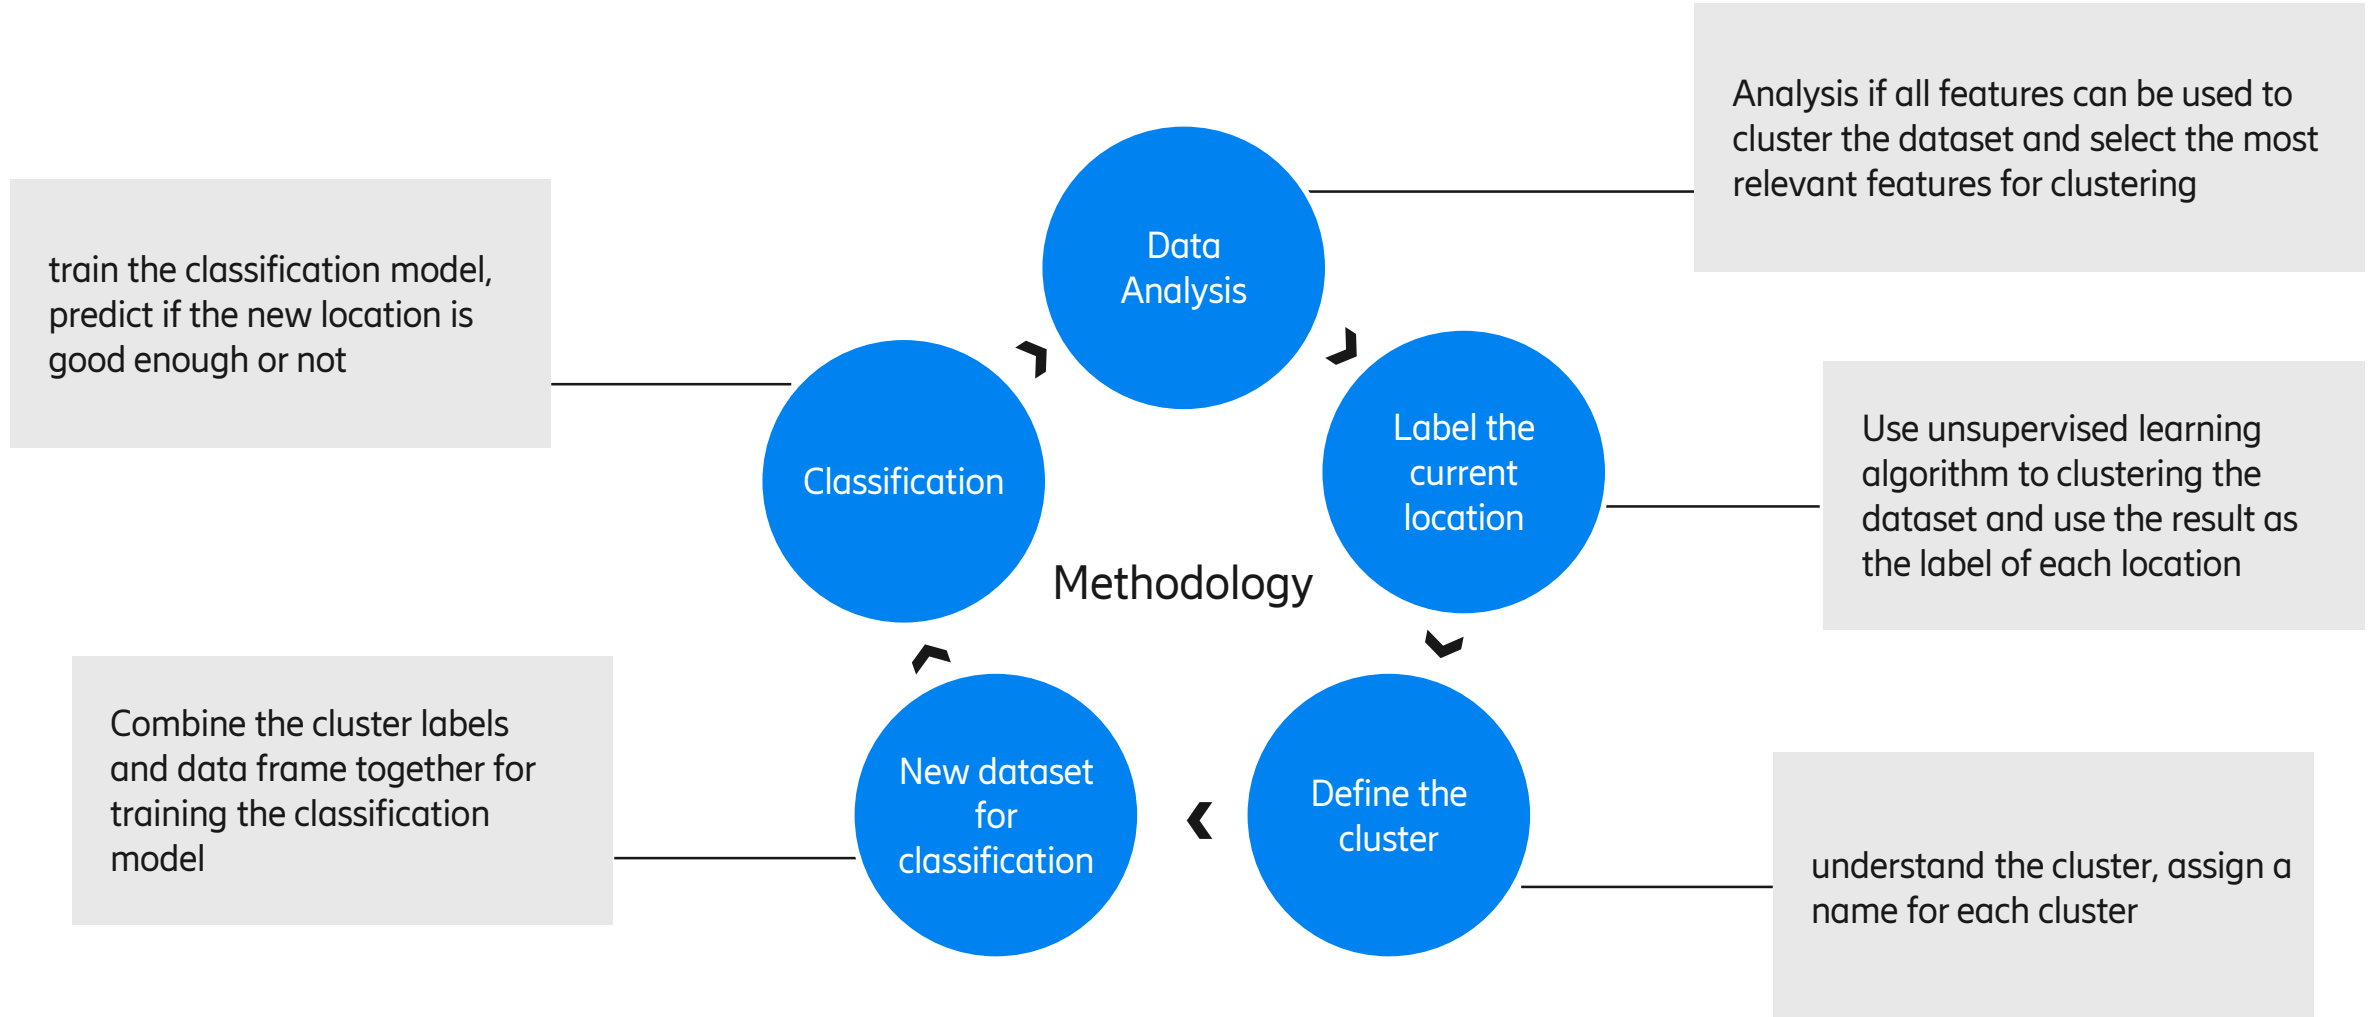 Analysis if all features can be used to
cluster the dataset and select the most
relevant features for clustering
Data
Analysis
train the classification model,
predict if the new location is
good enough or not
Label the
current
location
Use unsupervised learning
algorithm to clustering the
dataset and use the result as
the label of each location
Classification
Methodology
Combine the cluster labels
and data frame together for
training the classification
model
New dataset
for
classification
Define the
cluster
understand the cluster, assign a
name for each cluster